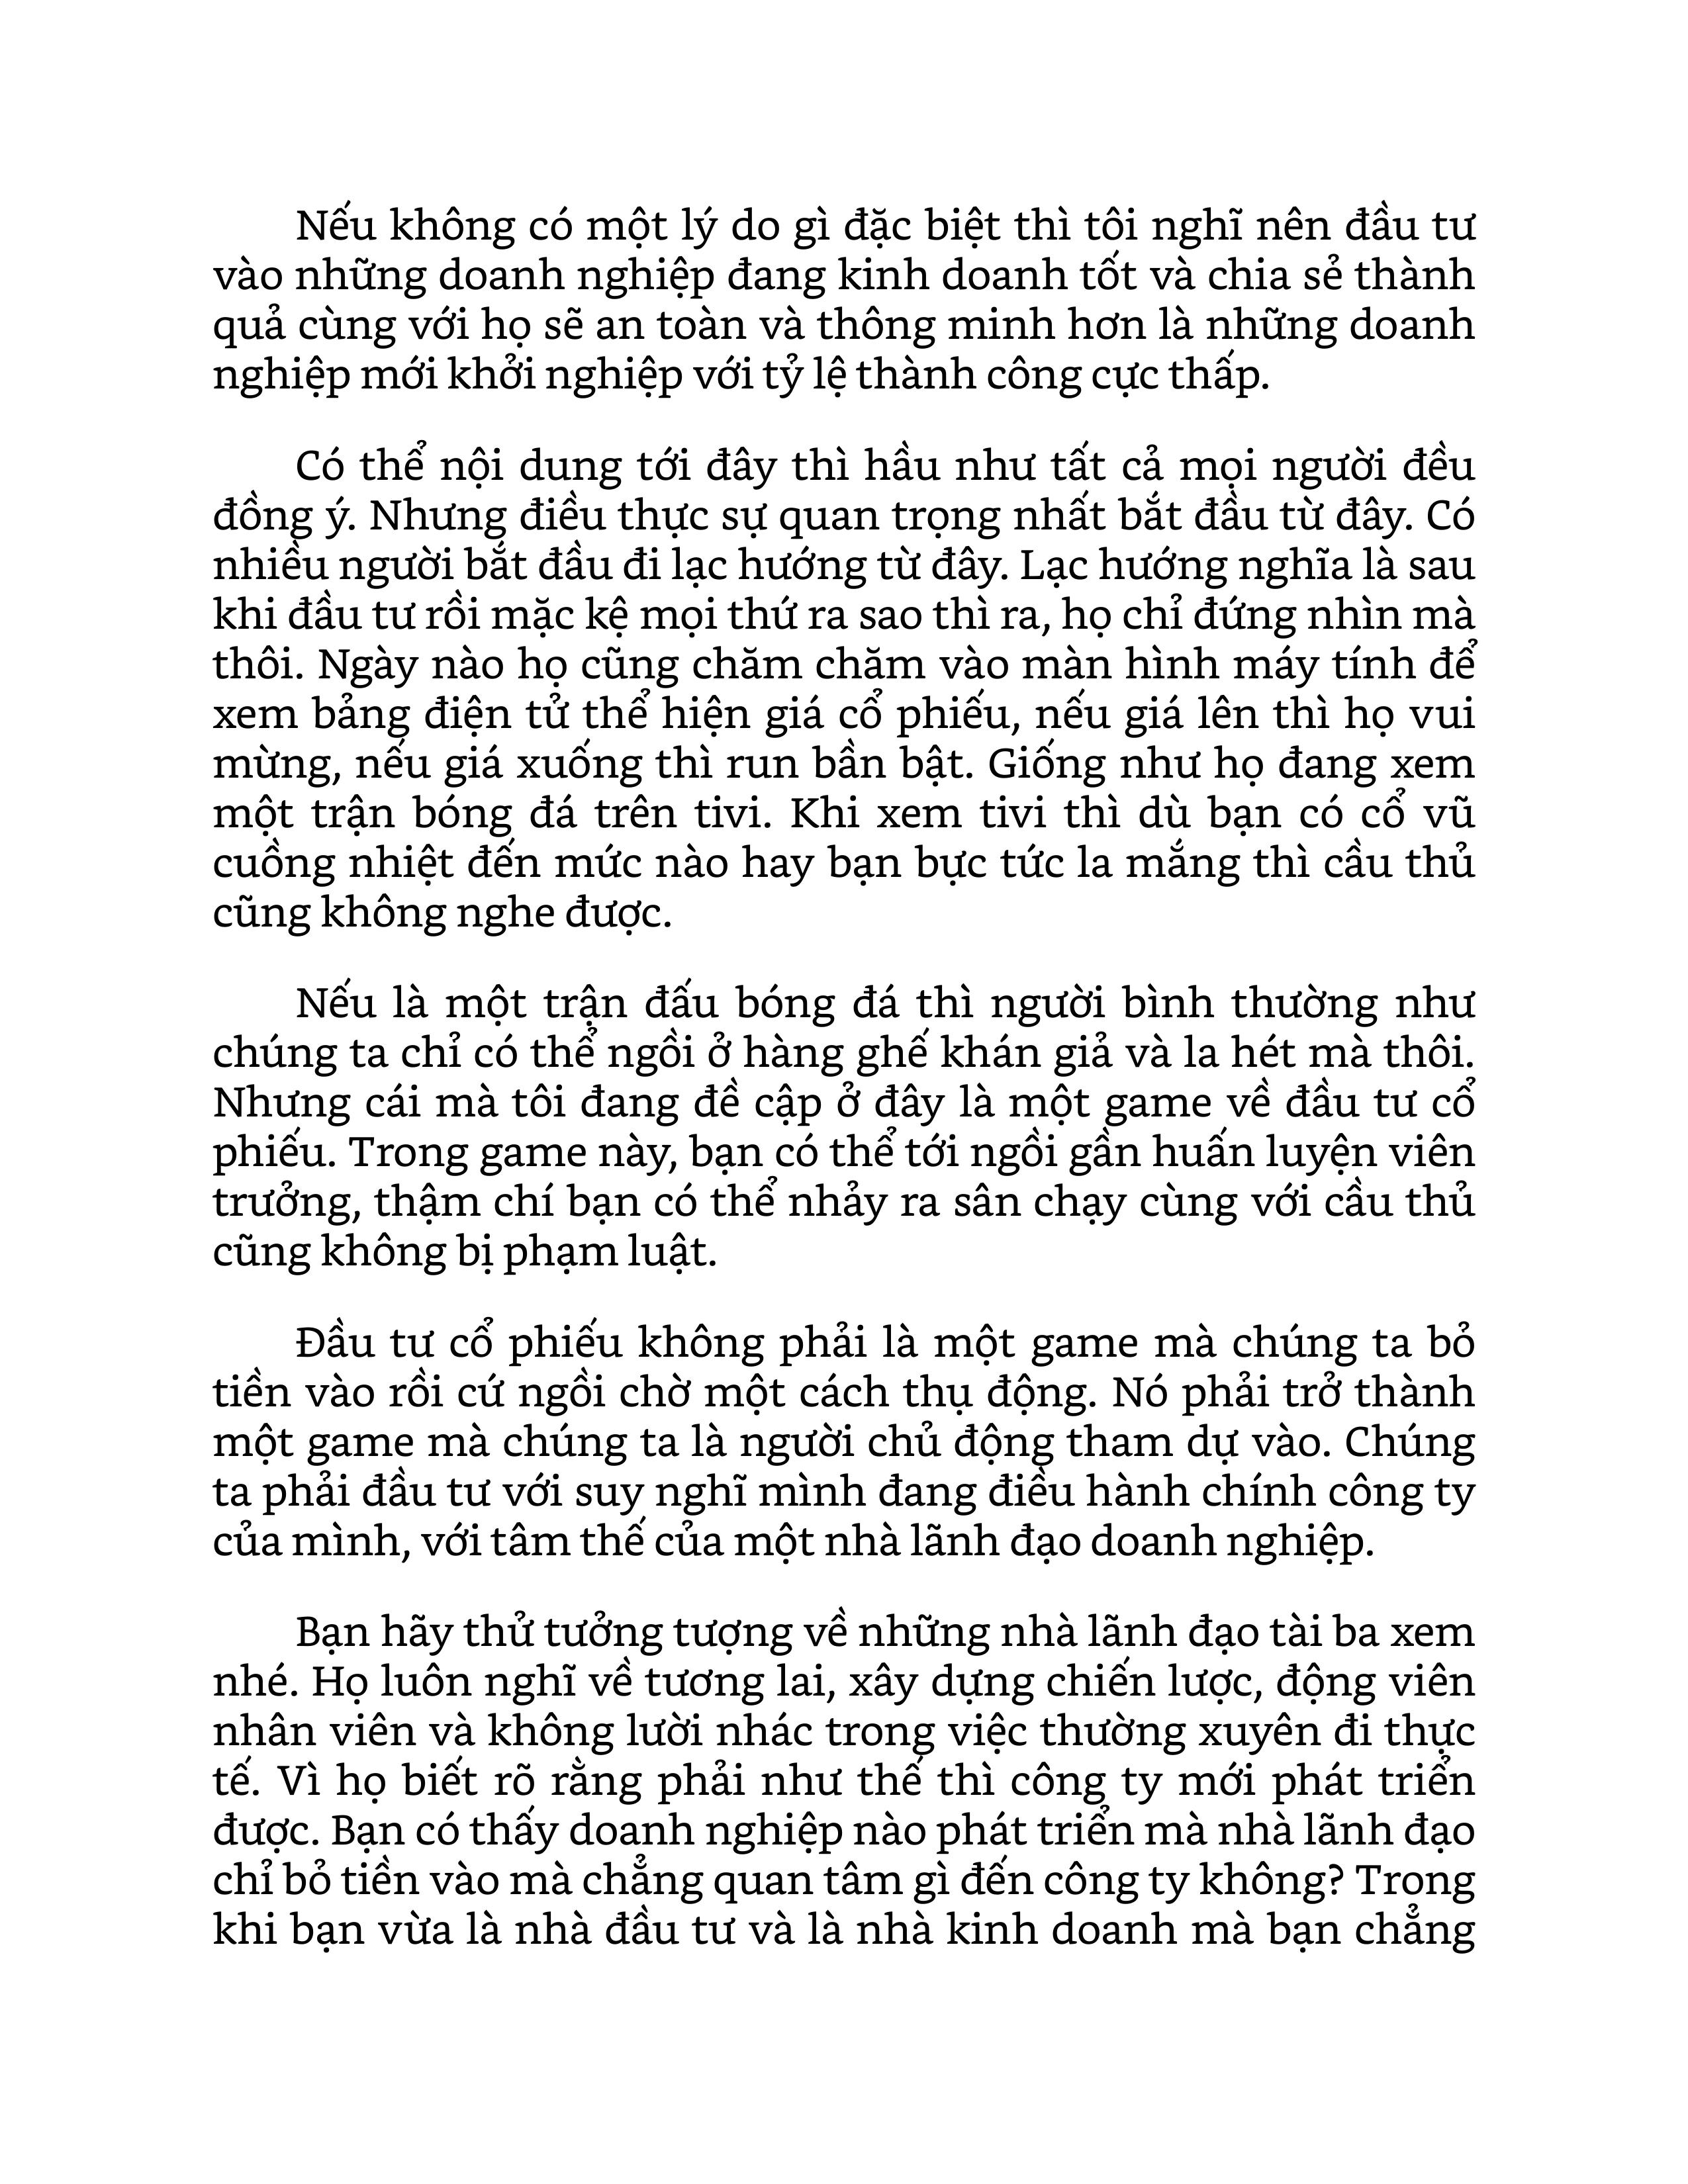 Nếu không có một lý do gì đặc biệt thì tôi nghĩ nên đầu tư
vào những doanh nghiệp đang kinh doanh tốt và chia sẻ thành
quả cùng với họ sẽ an toàn và thông minh hơn là những doanh
nghiệp mới khởi nghiệp với tỷ lệ thành công cực thấp.
Có thể nội dung tới đây thì hầu như tất cả mọi người đều
đồng ý. Nhưng điều thực sự quan trọng nhất bắt đầu từ đây. Có
nhiều người bắt đầu đi lạc hướng từ đây. Lạc hướng nghĩa là sau
khi đầu tư rồi mặc kệ mọi thứ ra sao thì ra, họ chỉ đứng nhìn mà
thôi. Ngày nào họ cũng chăm chăm vào màn hình máy tính để
xem bảng điện tử thể hiện giá cổ phiếu, nếu giá lên thì họ vui
mừng, nếu giá xuống thì run bần bật. Giống như họ đang xem
một trận bóng đá trên tivi. Khi xem tivi thì dù bạn có cổ vũ
cuồng nhiệt đến mức nào hay bạn bực tức la mắng thì cầu thủ
cũng không nghe được.
Nếu là một trận đấu bóng đá thì người bình thường như
chúng ta chỉ có thể ngồi ở hàng ghế khán giả và la hét mà thôi.
Nhưng cái mà tôi đang đề cập ở đây là một game về đầu tư cổ
phiếu. Trong game này, bạn có thể tới ngồi gần huấn luyện viên
trưởng, thậm chí bạn có thể nhảy ra sân chạy cùng với cầu thủ
cũng không bị phạm luật.
Đầu tư cổ phiếu không phải là một game mà chúng ta bỏ
tiền vào rồi cứ ngồi chờ một cách thụ động. Nó phải trở thành
một game mà chúng ta là người chủ động tham dự vào. Chúng
ta phải đầu tư với suy nghĩ mình đang điều hành chính công ty
của mình, với tâm thế của một nhà lãnh đạo doanh nghiệp.
Bạn hãy thử tưởng tượng về những nhà lãnh đạo tài ba xem
nhé. Họ luôn nghĩ về tương lai, xây dựng chiến lược, động viên
nhân viên và không lười nhác trong việc thường xuyên đi thực
tế. Vì họ biết rõ rằng phải như thế thì công ty mới phát triển
được. Bạn có thấy doanh nghiệp nào phát triển mà nhà lãnh đạo
chỉ bỏ tiền vào mà chẳng quan tâm gì đến công ty không? Trong
khi bạn vừa là nhà đầu tư và là nhà kinh doanh mà bạn chẳng